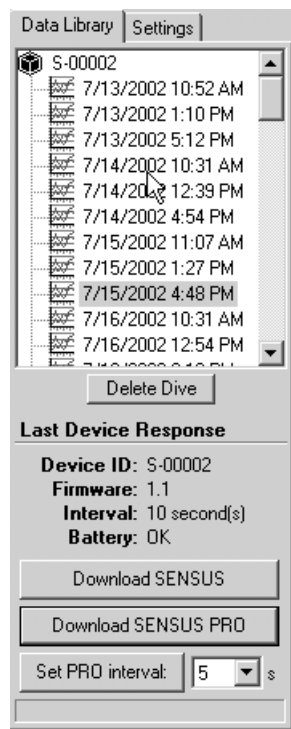 Data Library Settings
S-00002
7/13/2002 10:52 AM
7/13/2002 1:10 PM
7/13/2002 5:12 PM
7/14/2002 10:31 AM
7/14/2002 12:39 PM
7/14/2002 4:54 PM
7/15/2002 11:07 AM
7/15/2002 1:27 PM
7/15/2002 4:48 PM
7/16/2002 10:31 AM
7/16/2002 12:54 PM
Delete Dive
Last Device Response
Device ID: S-00002
Firmware: 1.1
Interval: 10 second(s)
Battery: OK
Download SENSUS
Download SENSUS PRO
Set PRO interval: 5 s